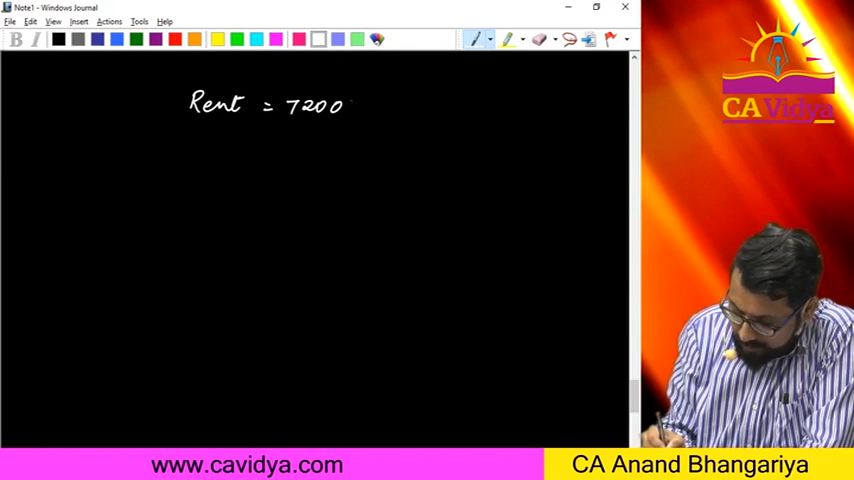 Note1 - Windows Journal
File Edit View Insert Actions Tools Help
B I
Rent = 7200
CA Vidya
www.cavidya.com
CA Anand Bhangariya